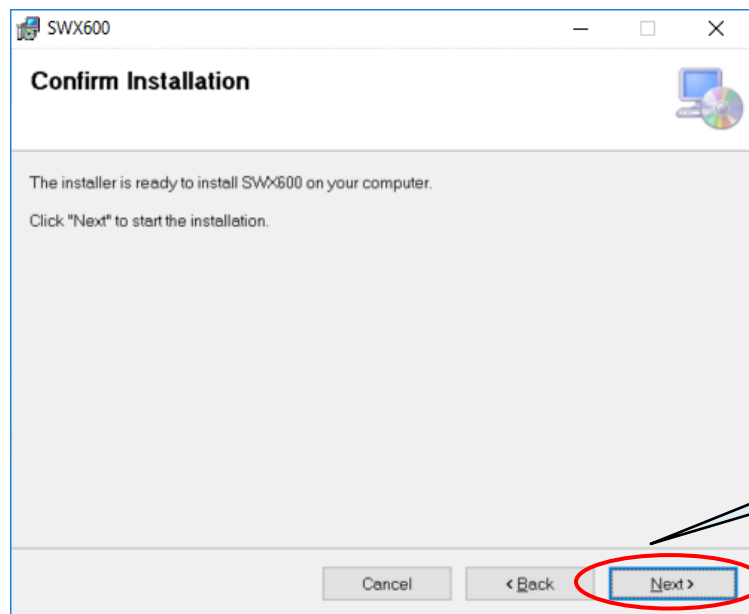 SWX600
Confirm Installation
The installer is ready to install SWX600 on your computer.
Click "Next" to start the installation.
Cancel
< Back
Next >